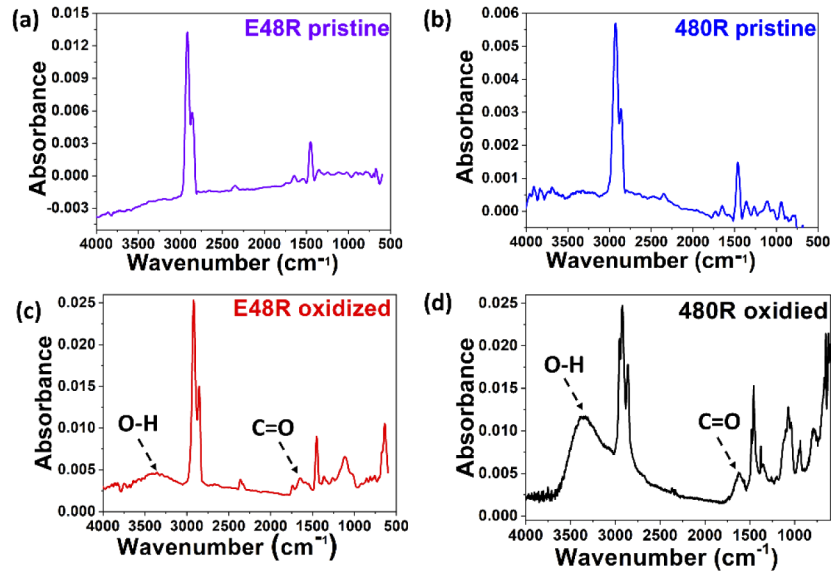 (a)
E48R pristine
0.015
0.012
0.009
0.006
0.003
0.000
-0.003
Absorbance
4000 3500 3000 2500 2000 1500 1000 500
Wavenumber (cm⁻¹)
(b)
480R pristine
0.006
0.005
0.004
0.003
0.002
0.001
0.000
Absorbance
4000 3500 3000 2500 2000 1500 1000 500
Wavenumber (cm⁻¹)
(c)
E48R oxidized
0.025
0.020
0.015
0.010
0.005
0.000
Absorbance
O-H
C=O
4000 3500 3000 2500 2000 1500 1000 500
Wavenumber (cm⁻¹)
(d)
480R oxidied
0.025
0.020
0.015
0.010
0.005
0.000
Absorbance
O-H
C=O
4000 3500 3000 2500 2000 1500 1000
Wavenumber (cm⁻¹)